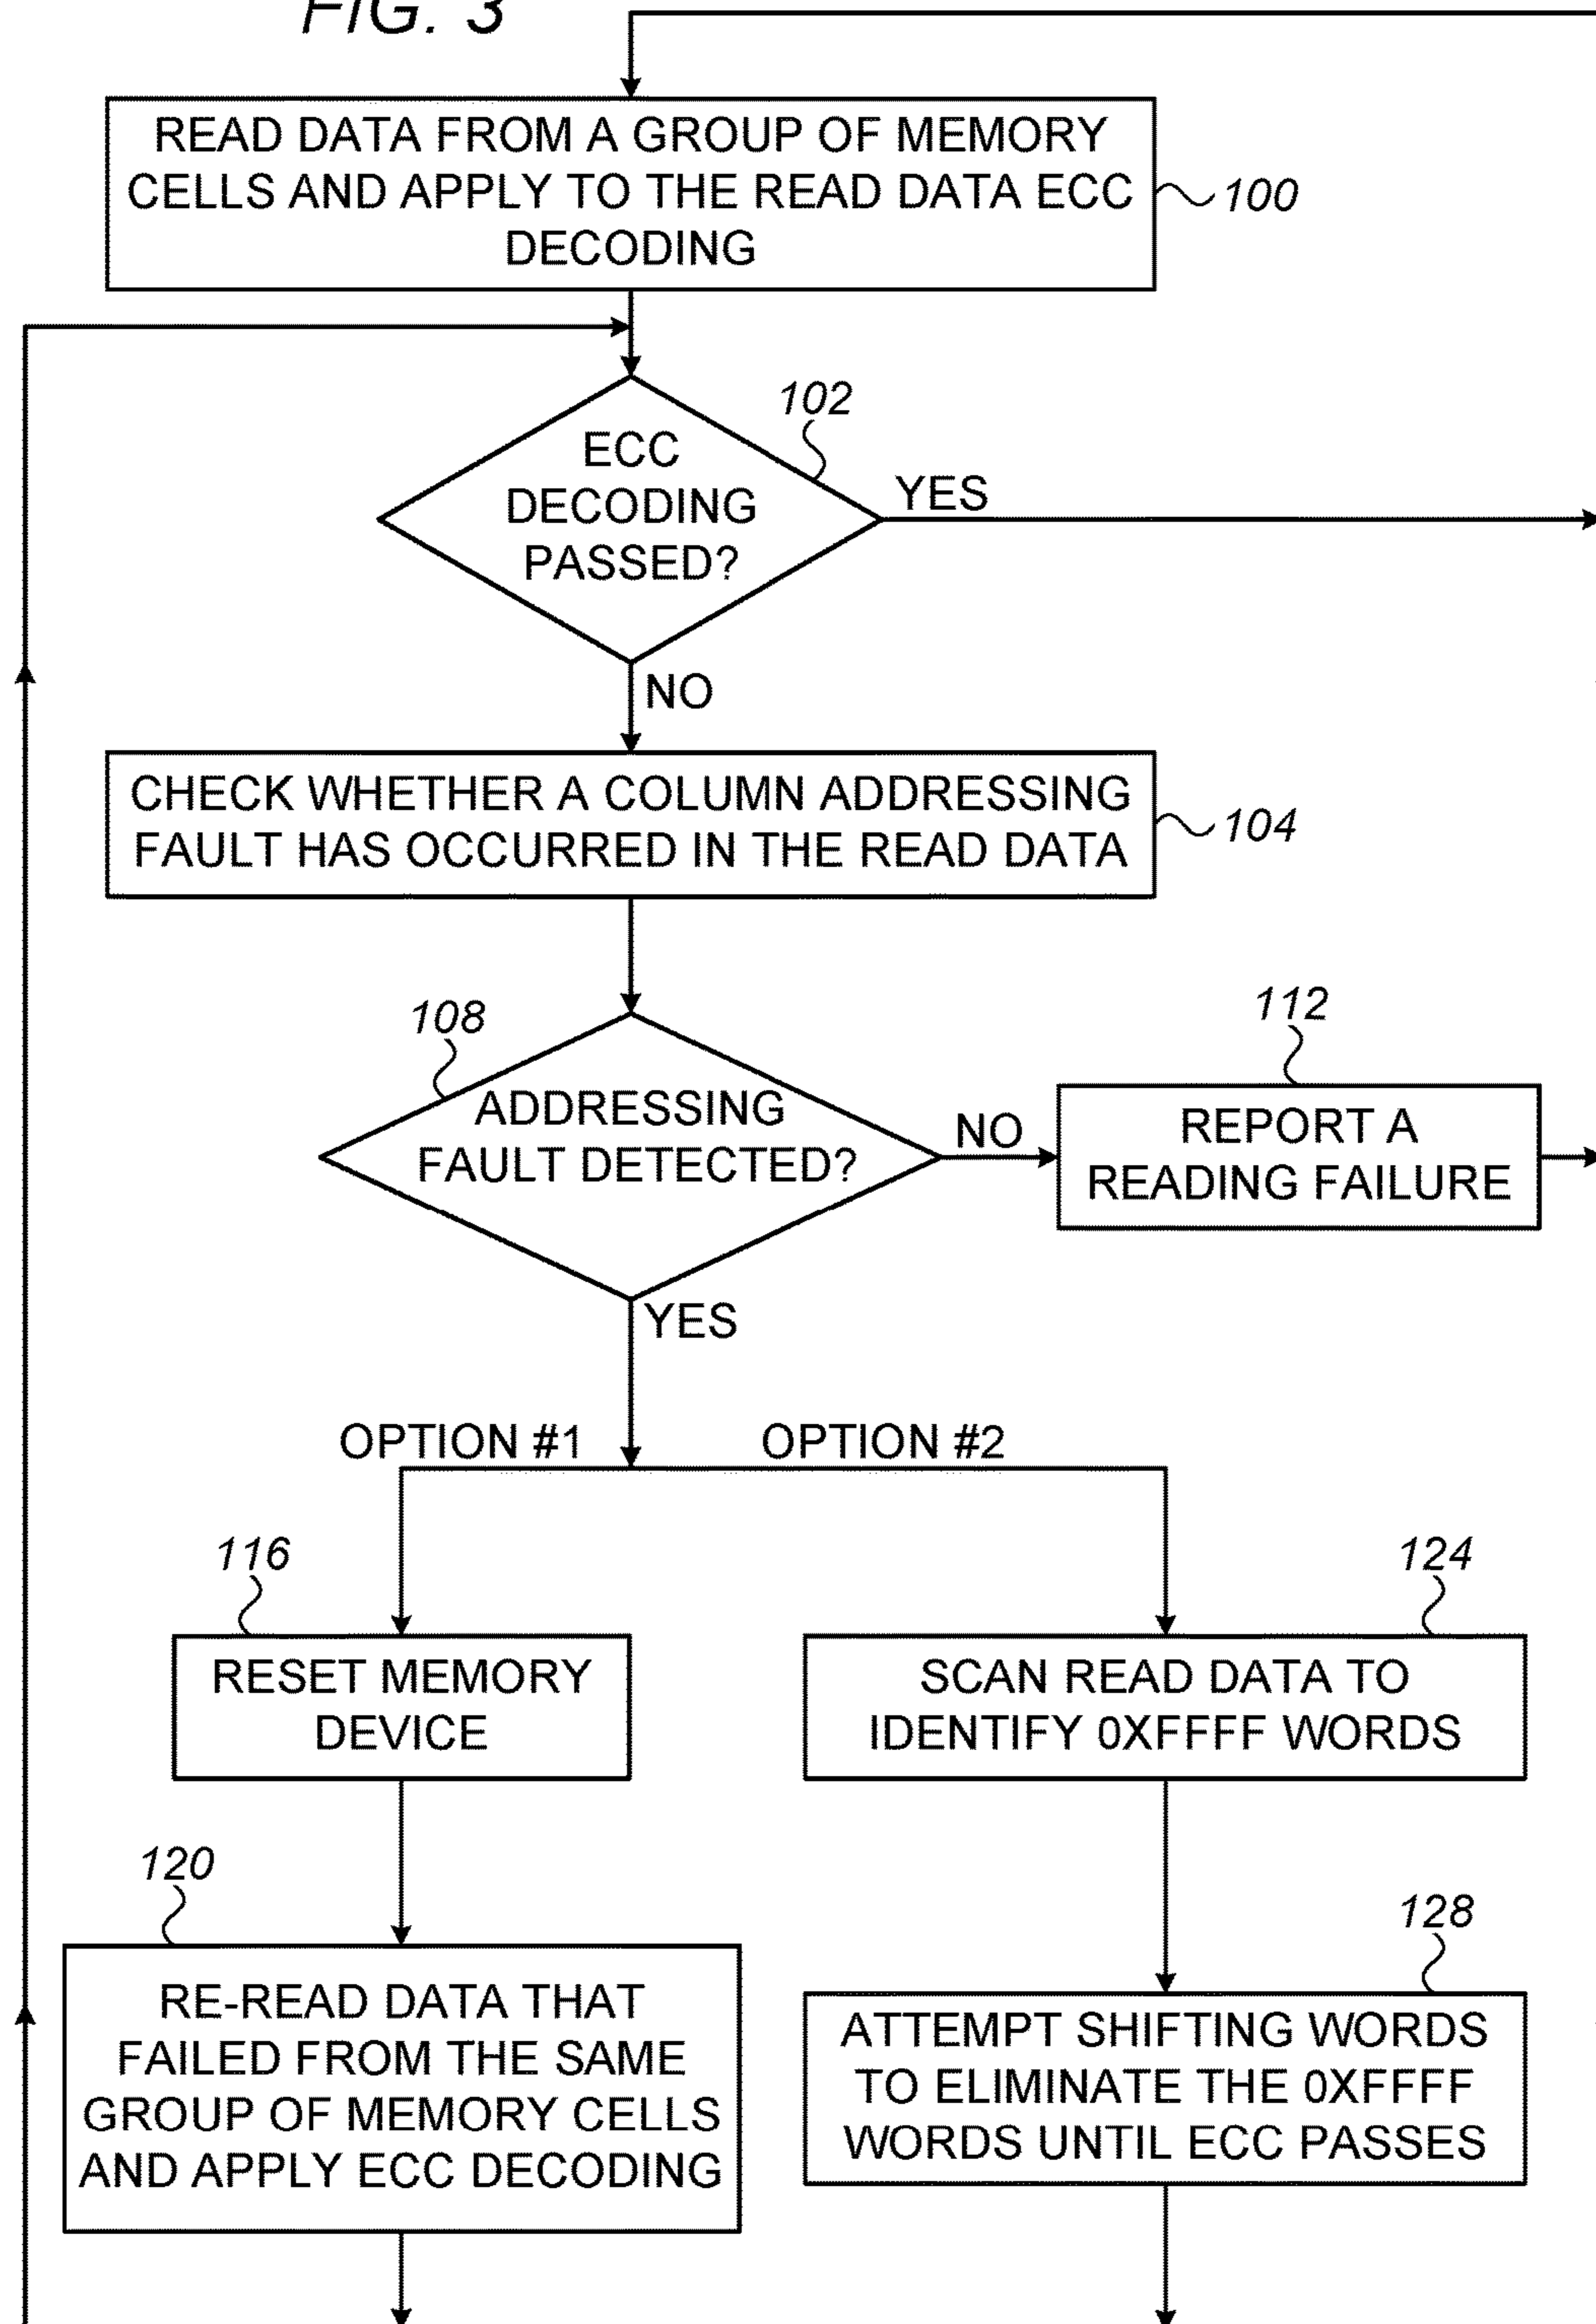 FIG. 3
READ DATA FROM A GROUP OF MEMORY
CELLS AND APPLY TO THE READ DATA ECC
DECODING
100
102
ECC
DECODING
PASSED?
YES
NO
CHECK WHETHER A COLUMN ADDRESSING
FAULT HAS OCCURRED IN THE READ DATA
104
108
ADDRESSING
FAULT DETECTED?
NO
112
REPORT A
READING FAILURE
YES
OPTION #1
OPTION #2
116
RESET MEMORY
DEVICE
124
SCAN READ DATA TO
IDENTIFY 0XFFFF WORDS
120
RE-READ DATA THAT
FAILED FROM THE SAME
GROUP OF MEMORY CELLS
AND APPLY ECC DECODING
128
ATTEMPT SHIFTING WORDS
TO ELIMINATE THE 0XFFFF
WORDS UNTIL ECC PASSES